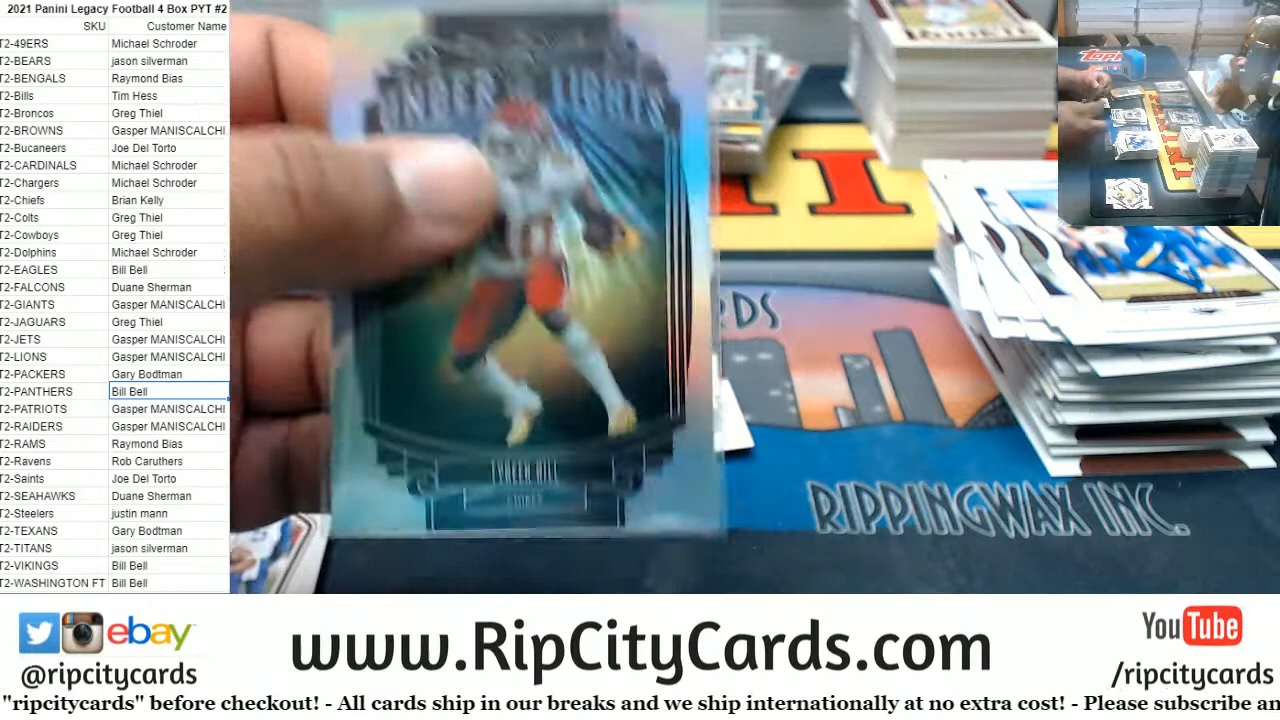 2021 Panini Legacy Football 4 Box PYT #2
SKU Customer Name
T2-49ERS Michael Schroder
T2-BEARS jason silverman
T2-BENGALS Raymond Bias
T2-Bills Tim Hess
T2-Broncos Greg Thiel
T2-BROWNS Gasper MANISCALCHI
T2-Bucaneers Joe Del Torto
T2-CARDINALS Michael Schroder
T2-Chargers Michael Schroder
T2-Chiefs Brian Kelly
T2-Colts Greg Thiel
T2-Cowboys Greg Thiel
T2-Dolphins Michael Schroder
T2-EAGLES Bill Bell
T2-FALCONS Duane Sherman
T2-GIANTS Gasper MANISCALCHI
T2-JAGUARS Greg Thiel
T2-JETS Gasper MANISCALCHI
T2-LIONS Gasper MANISCALCHI
T2-PACKERS Gary Bodtman
T2-PANTHERS Bill Bell
T2-PATRIOTS Gasper MANISCALCHI
T2-RAIDERS Gasper MANISCALCHI
T2-RAMS Raymond Bias
T2-Ravens Rob Caruthers
T2-Saints Joe Del Torto
T2-SEAHAWKS Duane Sherman
T2-Steelers justin mann
T2-TEXANS Gary Bodtman
T2-TITANS jason silverman
T2-VIKINGS Bill Bell
T2-WASHINGTON FT Bill Bell
UNDER LIGHTS
TYREEK HILL
CHIEFS
RDS
RIPPINGWAX INC.
ebay
@ripcitycards
www.RipCityCards.com
YouTube
/ripcitycards
"ripcitycards" before checkout! - All cards ship in our breaks and we ship internationally at no extra cost! - Please subscribe an